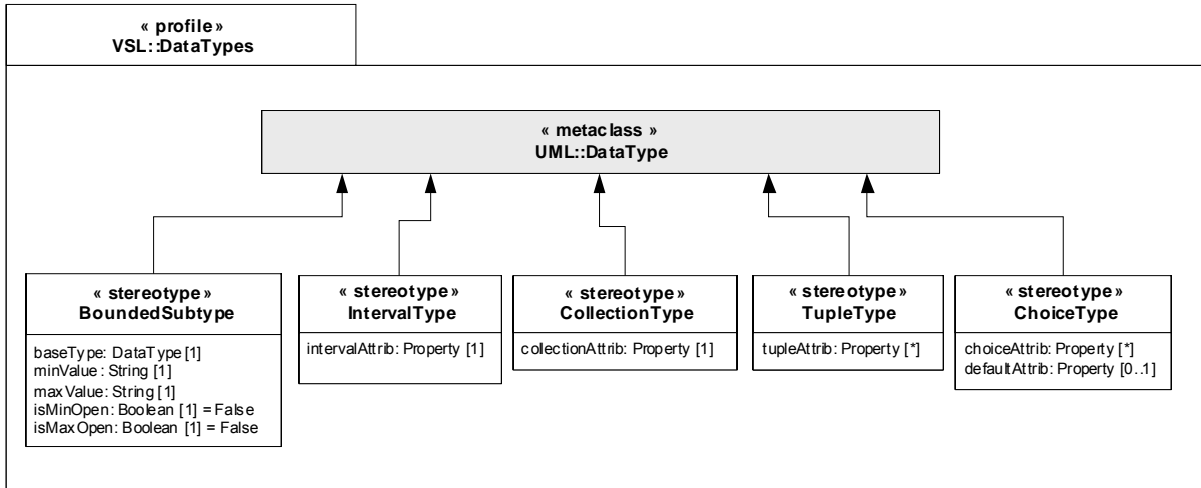 « profile»
VSL::DataTypes
« metaclass »
UML::DataType
« stereotype»
BoundedSubtype
baseType: DataType [1]
minValue: String [1]
maxValue: String [1]
isMinOpen: Boolean [1] = False
isMaxOpen: Boolean [1] = False
« stereotype»
IntervalType
intervalAttrib: Property [1]
« stereotype»
CollectionType
collectionAttrib: Property [1]
« stereotype»
TupleType
tupleAttrib: Property [*]
« stereotype»
ChoiceType
choiceAttrib: Property [*]
defaultAttrib: Property [0..1]